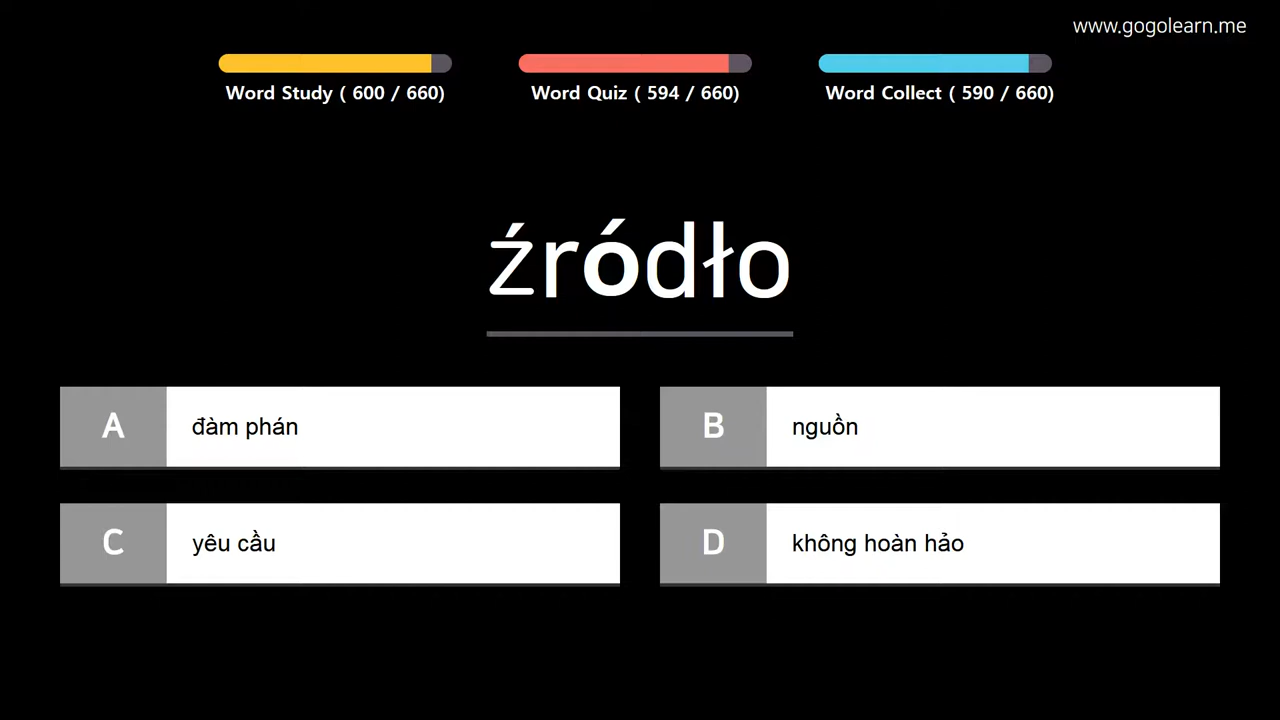 www.gogolearn.me
Word Study ( 600 / 660)
Word Quiz ( 594 / 660)
Word Collect ( 590 / 660)
źródło
A đàm phán
B nguồn
C yêu cầu
D không hoàn hảo